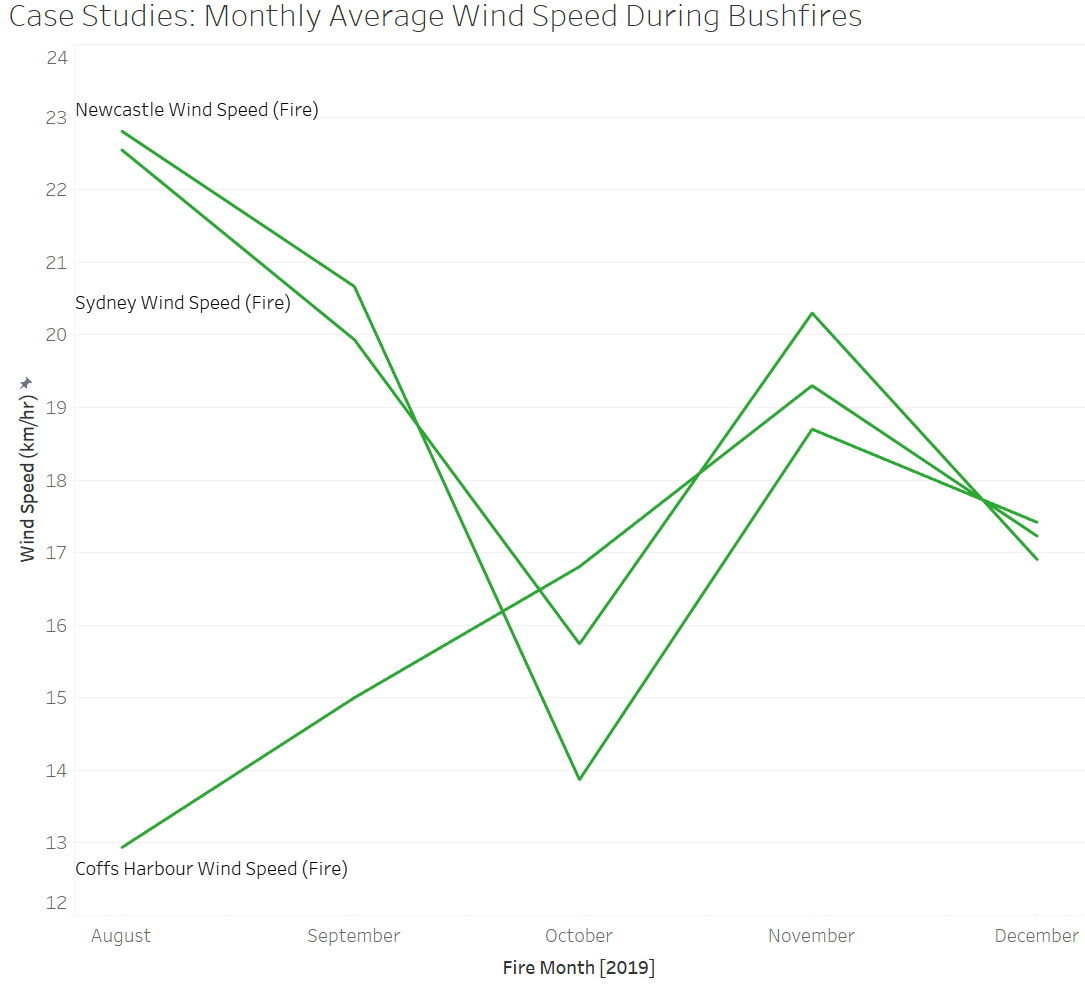 Case Studies: Monthly Average Wind Speed During Bushfires
24
23
22
21
20
19
18
17
16
15
14
13
12
Wind Speed (km/hr)
Newcastle Wind Speed (Fire)
Sydney Wind Speed (Fire)
Coffs Harbour Wind Speed (Fire)
August September October November December
Fire Month [2019]